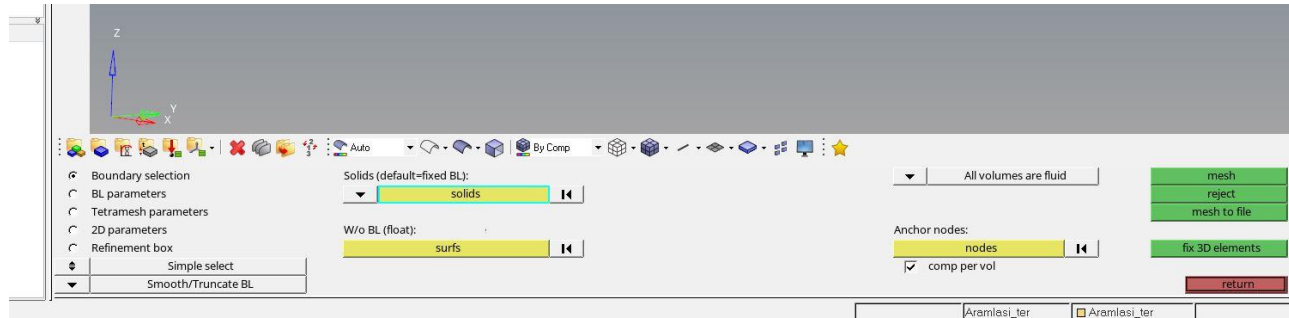 Z
Y
X
Auto
By Comp
Boundary selection
Solids (default=fixed BL):
All volumes are fluid
mesh
BL parameters
solids
reject
Tetramesh parameters
mesh to file
2D parameters
W/o BL (float):
Anchor nodes:
Refinement box
surfs
nodes
fix 3D elements
Simple select
comp per vol
Smooth/Truncate BL
return
Aramlasi_ter
Aramlasi_ter